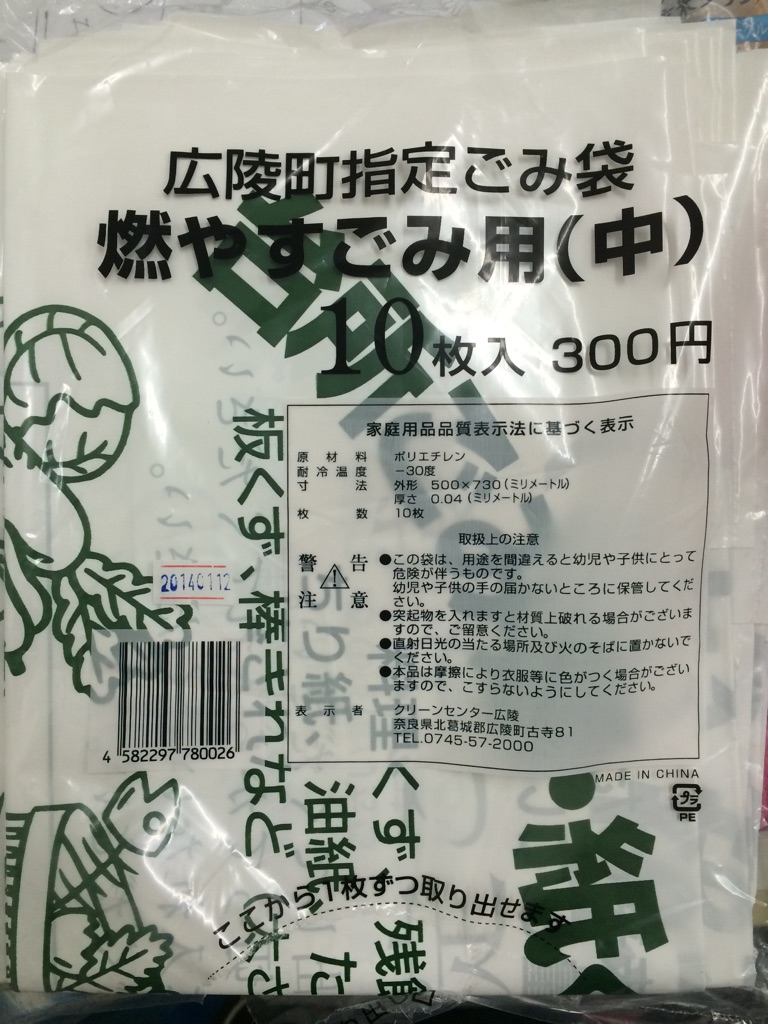 広陵町指定ごみ袋
燃やすごみ用(中)
10枚入 300円
家庭用品品質表示法に基づく表示
原材料 ポリエチレン
耐冷温度 −30度
寸法 外形 500×730(ミリメートル)
厚さ 0.04(ミリメートル)
枚数 10枚
取扱上の注意
警告
注意
●この袋は、用途を間違えると幼児や子供にとって
危険が伴うものです。
幼児や子供の手の届かないところに保管してくだ
さい。
●突起物を入れますと材質上破れる場合がございま
すので、ご留意ください。
●直射日光の当たる場所及び火のそばに置かないで
ください。
●本品は摩擦により衣服等に色がつく場合がござい
ますので、こすらないようにしてください。
表示者 クリーンセンター広陵
奈良県北葛城郡広陵町古寺81
TEL.0745-57-2000
MADE IN CHINA
プラ
PE
20140112
4 582297 780026
台所ご
板くず、棒きれなど
くず、
油紙
残飯
た
紙く
ここから1枚ずつ取り出せます